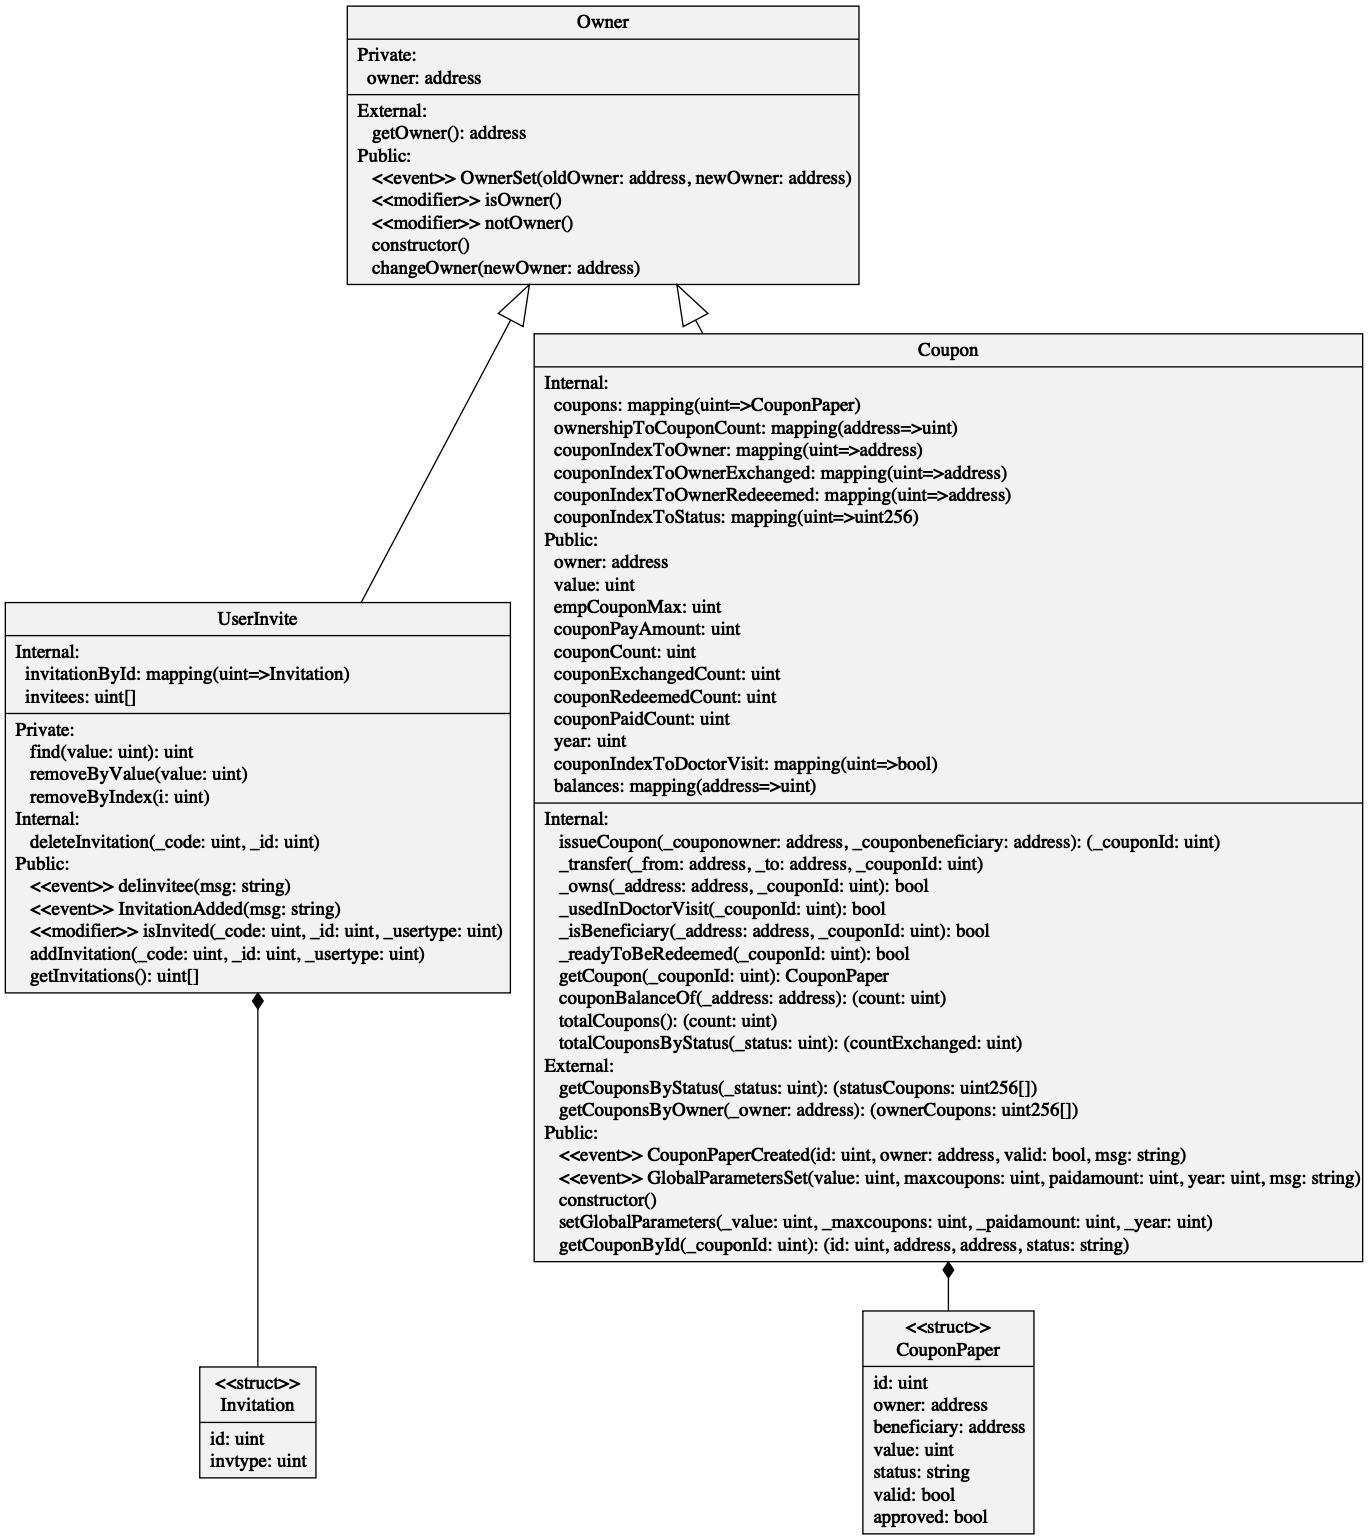 Owner
Private:
owner: address
External:
getOwner(): address
Public:
<<event>> OwnerSet(oldOwner: address, newOwner: address)
<<modifier>> isOwner()
<<modifier>> notOwner()
constructor()
changeOwner(newOwner: address)
UserInvite
Internal:
invitationById: mapping(uint=>Invitation)
invitees: uint[]
Private:
find(value: uint): uint
removeByValue(value: uint)
removeByIndex(i: uint)
Internal:
deleteInvitation(_code: uint, _id: uint)
Public:
<<event>> delinvitee(msg: string)
<<event>> InvitationAdded(msg: string)
<<modifier>> isInvited(_code: uint, _id: uint, _usertype: uint)
addInvitation(_code: uint, _id: uint, _usertype: uint)
getInvitations(): uint[]
Coupon
Internal:
coupons: mapping(uint=>CouponPaper)
ownershipToCouponCount: mapping(address=>uint)
couponIndexToOwner: mapping(uint=>address)
couponIndexToOwnerExchanged: mapping(uint=>address)
couponIndexToOwnerRedeeemed: mapping(uint=>address)
couponIndexToStatus: mapping(uint=>uint256)
Public:
owner: address
value: uint
empCouponMax: uint
couponPayAmount: uint
couponCount: uint
couponExchangedCount: uint
couponRedeemedCount: uint
couponPaidCount: uint
year: uint
couponIndexToDoctorVisit: mapping(uint=>bool)
balances: mapping(address=>uint)
Internal:
issueCoupon(_couponowner: address, _couponbeneficiary: address): (_couponId: uint)
_transfer(_from: address, _to: address, _couponId: uint)
_owns(_address: address, _couponId: uint): bool
_usedInDoctorVisit(_couponId: uint): bool
_isBeneficiary(_address: address, _couponId: uint): bool
_readyToBeRedeemed(_couponId: uint): bool
getCoupon(_couponId: uint): CouponPaper
couponBalanceOf(_address: address): (count: uint)
totalCoupons(): (count: uint)
totalCouponsByStatus(_status: uint): (countExchanged: uint)
External:
getCouponsByStatus(_status: uint): (statusCoupons: uint256[])
getCouponsByOwner(_owner: address): (ownerCoupons: uint256[])
Public:
<<event>> CouponPaperCreated(id: uint, owner: address, valid: bool, msg: string)
<<event>> GlobalParametersSet(value: uint, maxcoupons: uint, paidamount: uint, year: uint, msg: string)
constructor()
setGlobalParameters(_value: uint, _maxcoupons: uint, _paidamount: uint, _year: uint)
getCouponById(_couponId: uint): (id: uint, address, address, status: string)
<<struct>>
Invitation
id: uint
invtype: uint
<<struct>>
CouponPaper
id: uint
owner: address
beneficiary: address
value: uint
status: string
valid: bool
approved: bool